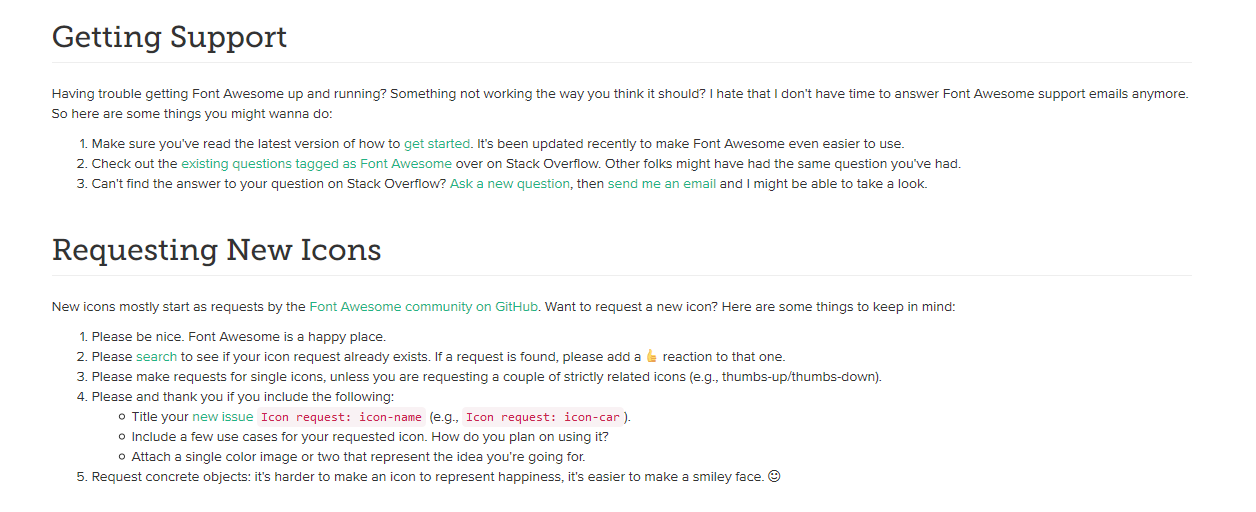 Getting Support
Having trouble getting Font Awesome up and running? Something not working the way you think it should? I hate that I don't have time to answer Font Awesome support emails anymore.
So here are some things you might wanna do:
1. Make sure you've read the latest version of how to get started. It's been updated recently to make Font Awesome even easier to use.
2. Check out the existing questions tagged as Font Awesome over on Stack Overflow. Other folks might have had the same question you've had.
3. Can't find the answer to your question on Stack Overflow? Ask a new question, then send me an email and I might be able to take a look.
Requesting New Icons
New icons mostly start as requests by the Font Awesome community on GitHub. Want to request a new icon? Here are some things to keep in mind:
1. Please be nice. Font Awesome is a happy place.
2. Please search to see if your icon request already exists. If a request is found, please add a 👍 reaction to that one.
3. Please make requests for single icons, unless you are requesting a couple of strictly related icons (e.g., thumbs-up/thumbs-down).
4. Please and thank you if you include the following:
Title your new issue Icon request: icon-name (e.g., Icon request: icon-car).
Include a few use cases for your requested icon. How do you plan on using it?
Attach a single color image or two that represent the idea you're going for.
5. Request concrete objects: it's harder to make an icon to represent happiness, it's easier to make a smiley face. ☺